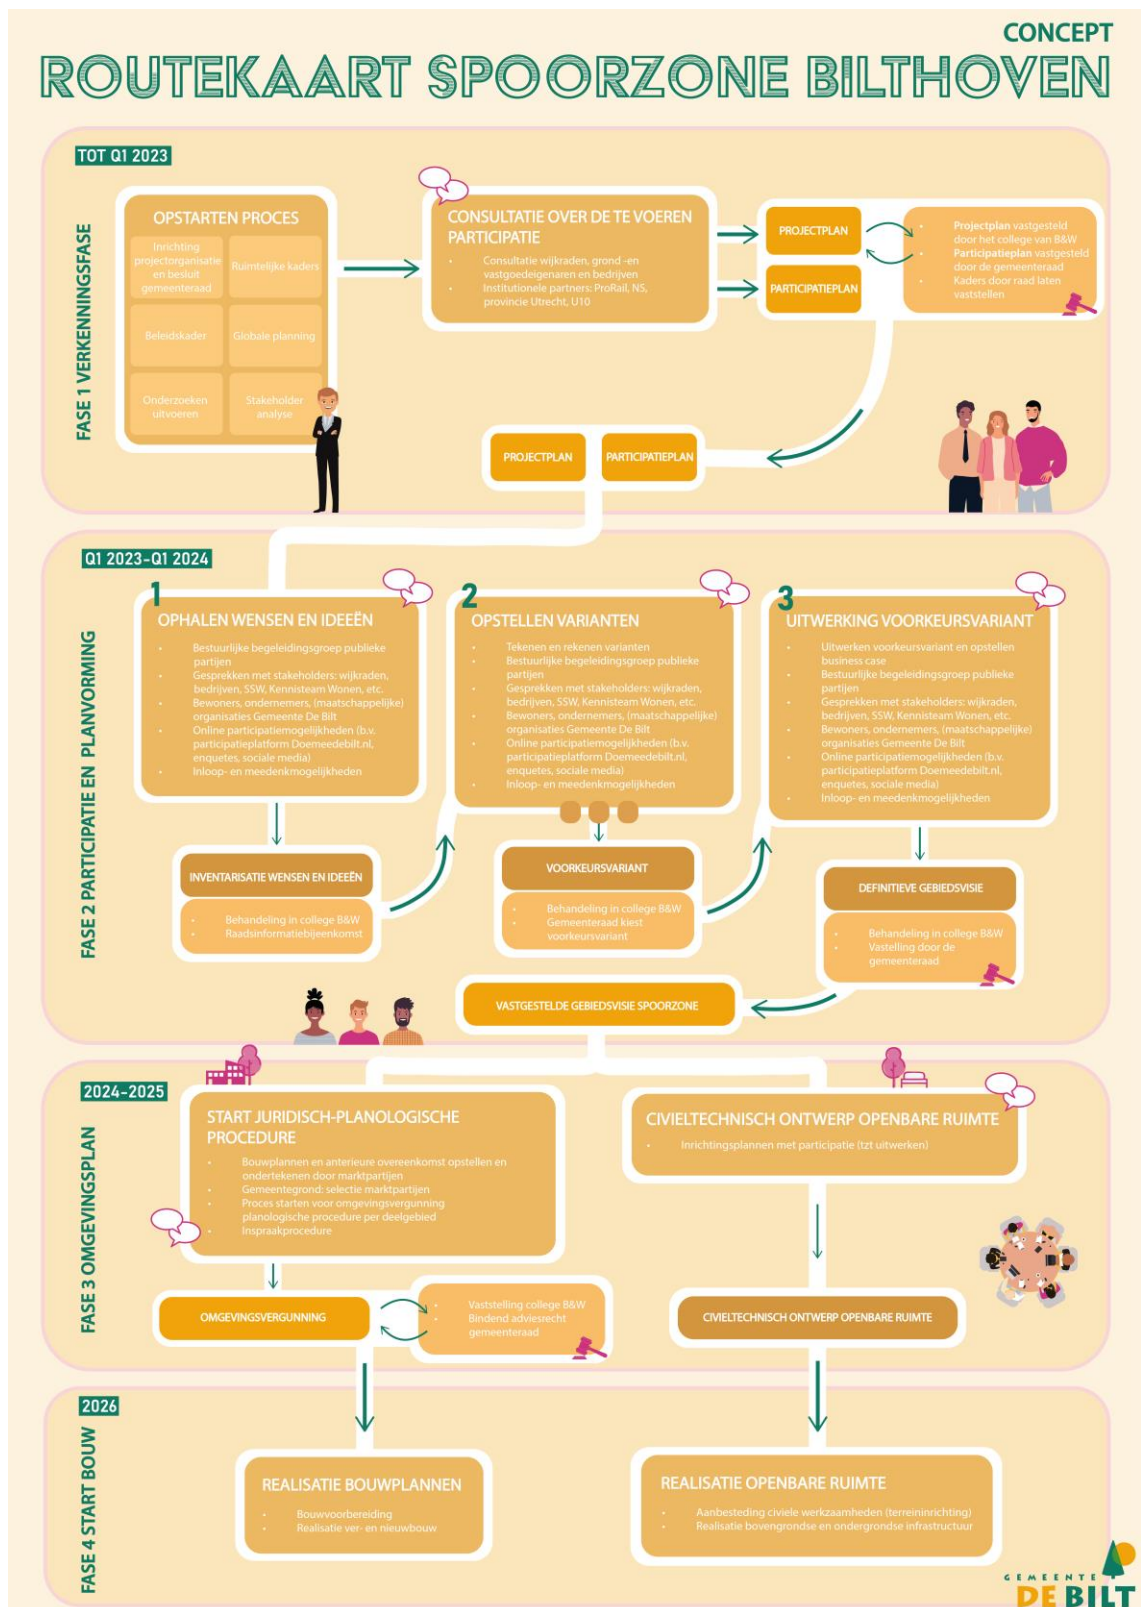 CONCEPT
ROUTEKAART SPOORZONE BILTHOVEN
TOT Q1 2023
FASE 1 VERKENNINGSFASE
OPSTARTEN PROCES
Inrichting
projectorganisatie
en besluit
gemeenteraad
Ruimtelijke kaders
Beleidskader
Globale planning
Onderzoeken
uitvoeren
Stakeholder
analyse
CONSULTATIE OVER DE TE VOEREN
PARTICIPATIE
• Consultatie wijkraden, grond -en
vastgoedeigenaren en bedrijven
• Institutionele partners: ProRail, NS,
provincie Utrecht, U10
PROJECTPLAN
PARTICIPATIEPLAN
• Projectplan vastgesteld
door het college van B&W
• Participatieplan vastgesteld
door de gemeenteraad
• Kaders door raad laten
vaststellen
PROJECTPLAN
PARTICIPATIEPLAN
Q1 2023-Q1 2024
FASE 2 PARTICIPATIE EN PLANVORMING
1
OPHALEN WENSEN EN IDEEËN
• Bestuurlijke begeleidingsgroep publieke
partijen
• Gesprekken met stakeholders: wijkraden,
bedrijven, SSW, Kennisteam Wonen, etc.
• Bewoners, ondernemers, (maatschappelijke)
organisaties Gemeente De Bilt
• Online participatiemogelijkheden (b.v.
participatieplatform Doemeedebilt.nl,
enquetes, sociale media)
• Inloop- en meedenkmogelijkheden
INVENTARISATIE WENSEN EN IDEEËN
• Behandeling in college B&W
• Raadsinformatiebijeenkomst
2
OPSTELLEN VARIANTEN
• Tekenen en rekenen varianten
• Bestuurlijke begeleidingsgroep publieke
partijen
• Gesprekken met stakeholders: wijkraden,
bedrijven, SSW, Kennisteam Wonen, etc.
• Bewoners, ondernemers, (maatschappelijke)
organisaties Gemeente De Bilt
• Online participatiemogelijkheden (b.v.
participatieplatform Doemeedebilt.nl,
enquetes, sociale media)
• Inloop- en meedenkmogelijkheden
VOORKEURSVARIANT
• Behandeling in college B&W
• Gemeenteraad kiest
voorkeursvariant
3
UITWERKING VOORKEURSVARIANT
• Uitwerken voorkeursvariant en opstellen
business case
• Bestuurlijke begeleidingsgroep publieke
partijen
• Gesprekken met stakeholders: wijkraden,
bedrijven, SSW, Kennisteam Wonen, etc.
• Bewoners, ondernemers, (maatschappelijke)
organisaties Gemeente De Bilt
• Online participatiemogelijkheden (b.v.
participatieplatform Doemeedebilt.nl,
enquetes, sociale media)
• Inloop- en meedenkmogelijkheden
DEFINITIEVE GEBIEDSVISIE
• Behandeling in college B&W
• Vastelling door de
gemeenteraad
VASTGESTELDE GEBIEDSVISIE SPOORZONE
2024-2025
FASE 3 OMGEVINGSPLAN
START JURIDISCH-PLANOLOGISCHE
PROCEDURE
• Bouwplannen en anterieure overeenkomst opstellen en
ondertekenen door marktpartijen
• Gemeentegrond: selectie marktpartijen
• Proces starten voor omgevingsvergunning
planologische procedure per deelgebied
• Inspraakprocedure
OMGEVINGSVERGUNNING
• Vaststelling college B&W
• Bindend adviesrecht
gemeenteraad
CIVIELTECHNISCH ONTWERP OPENBARE RUIMTE
• Inrichtingsplannen met participatie (tzt uitwerken)
CIVIELTECHNISCH ONTWERP OPENBARE RUIMTE
2026
FASE 4 START BOUW
REALISATIE BOUWPLANNEN
• Bouwvoorbereiding
• Realisatie ver- en nieuwbouw
REALISATIE OPENBARE RUIMTE
• Aanbesteding civiele werkzaamheden (terreininrichting)
• Realisatie bovengrondse en ondergrondse infrastructuur
GEMEENTE
DE BILT